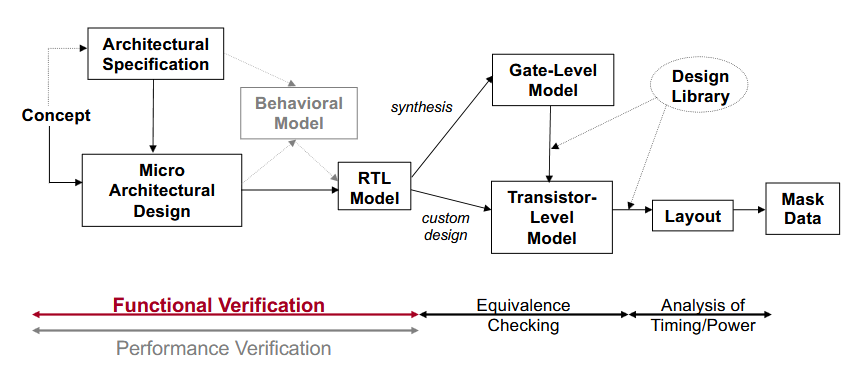 Architectural
Specification
Concept
Behavioral
Model
Micro
Architectural
Design
RTL
Model
synthesis
custom
design
Gate-Level
Model
Design
Library
Transistor-
Level
Model
Layout
Mask
Data
Functional Verification
Performance Verification
Equivalence
Checking
Analysis of
Timing/Power